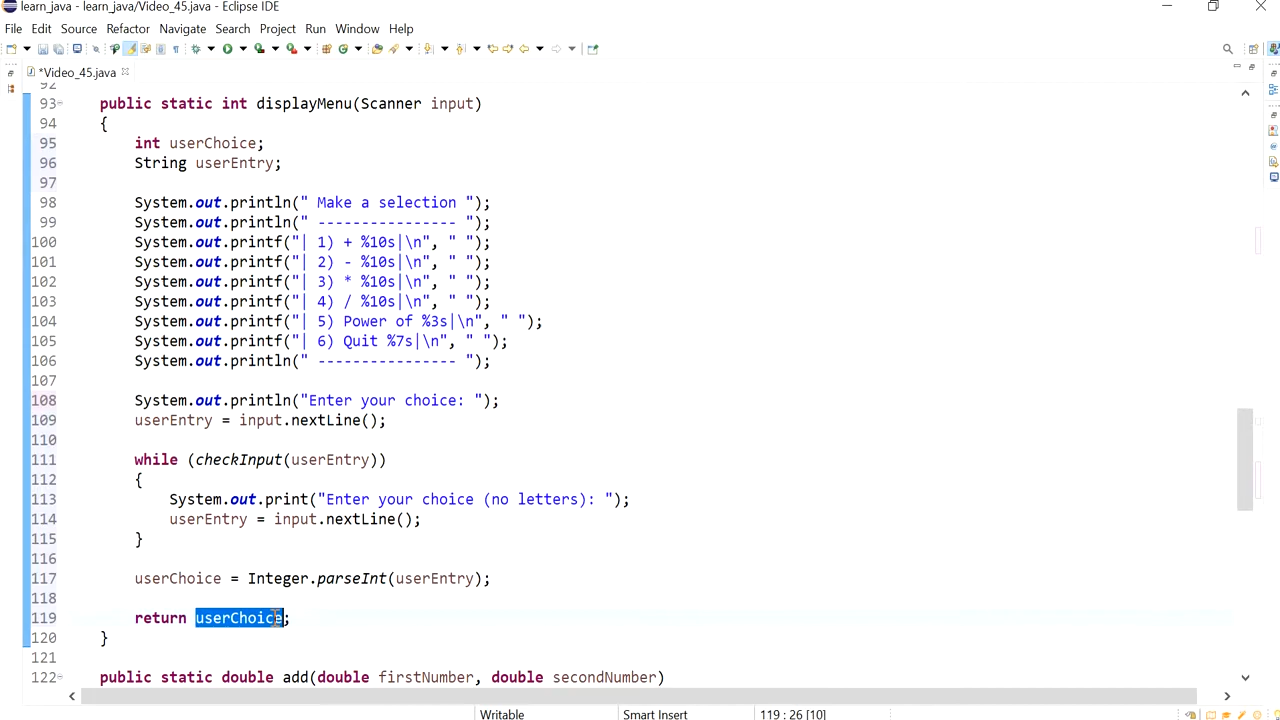 learn_java - learn_java/Video_45.java - Eclipse IDE
File Edit Source Refactor Navigate Search Project Run Window Help
*Video_45.java
92
93 public static int displayMenu(Scanner input)
94 {
95 int userChoice;
96 String userEntry;
97
98 System.out.println(" Make a selection ");
99 System.out.println(" ---------------- ");
100 System.out.printf("| 1) + %10s|\n", " ");
101 System.out.printf("| 2) - %10s|\n", " ");
102 System.out.printf("| 3) * %10s|\n", " ");
103 System.out.printf("| 4) / %10s|\n", " ");
104 System.out.printf("| 5) Power of %3s|\n", " ");
105 System.out.printf("| 6) Quit %7s|\n", " ");
106 System.out.println(" ---------------- ");
107
108 System.out.println("Enter your choice: ");
109 userEntry = input.nextLine();
110
111 while (checkInput(userEntry))
112 {
113 System.out.print("Enter your choice (no letters): ");
114 userEntry = input.nextLine();
115 }
116
117 userChoice = Integer.parseInt(userEntry);
118
119 return userChoice;
120 }
121
122 public static double add(double firstNumber, double secondNumber)
Writable Smart Insert 119 : 26 [10]